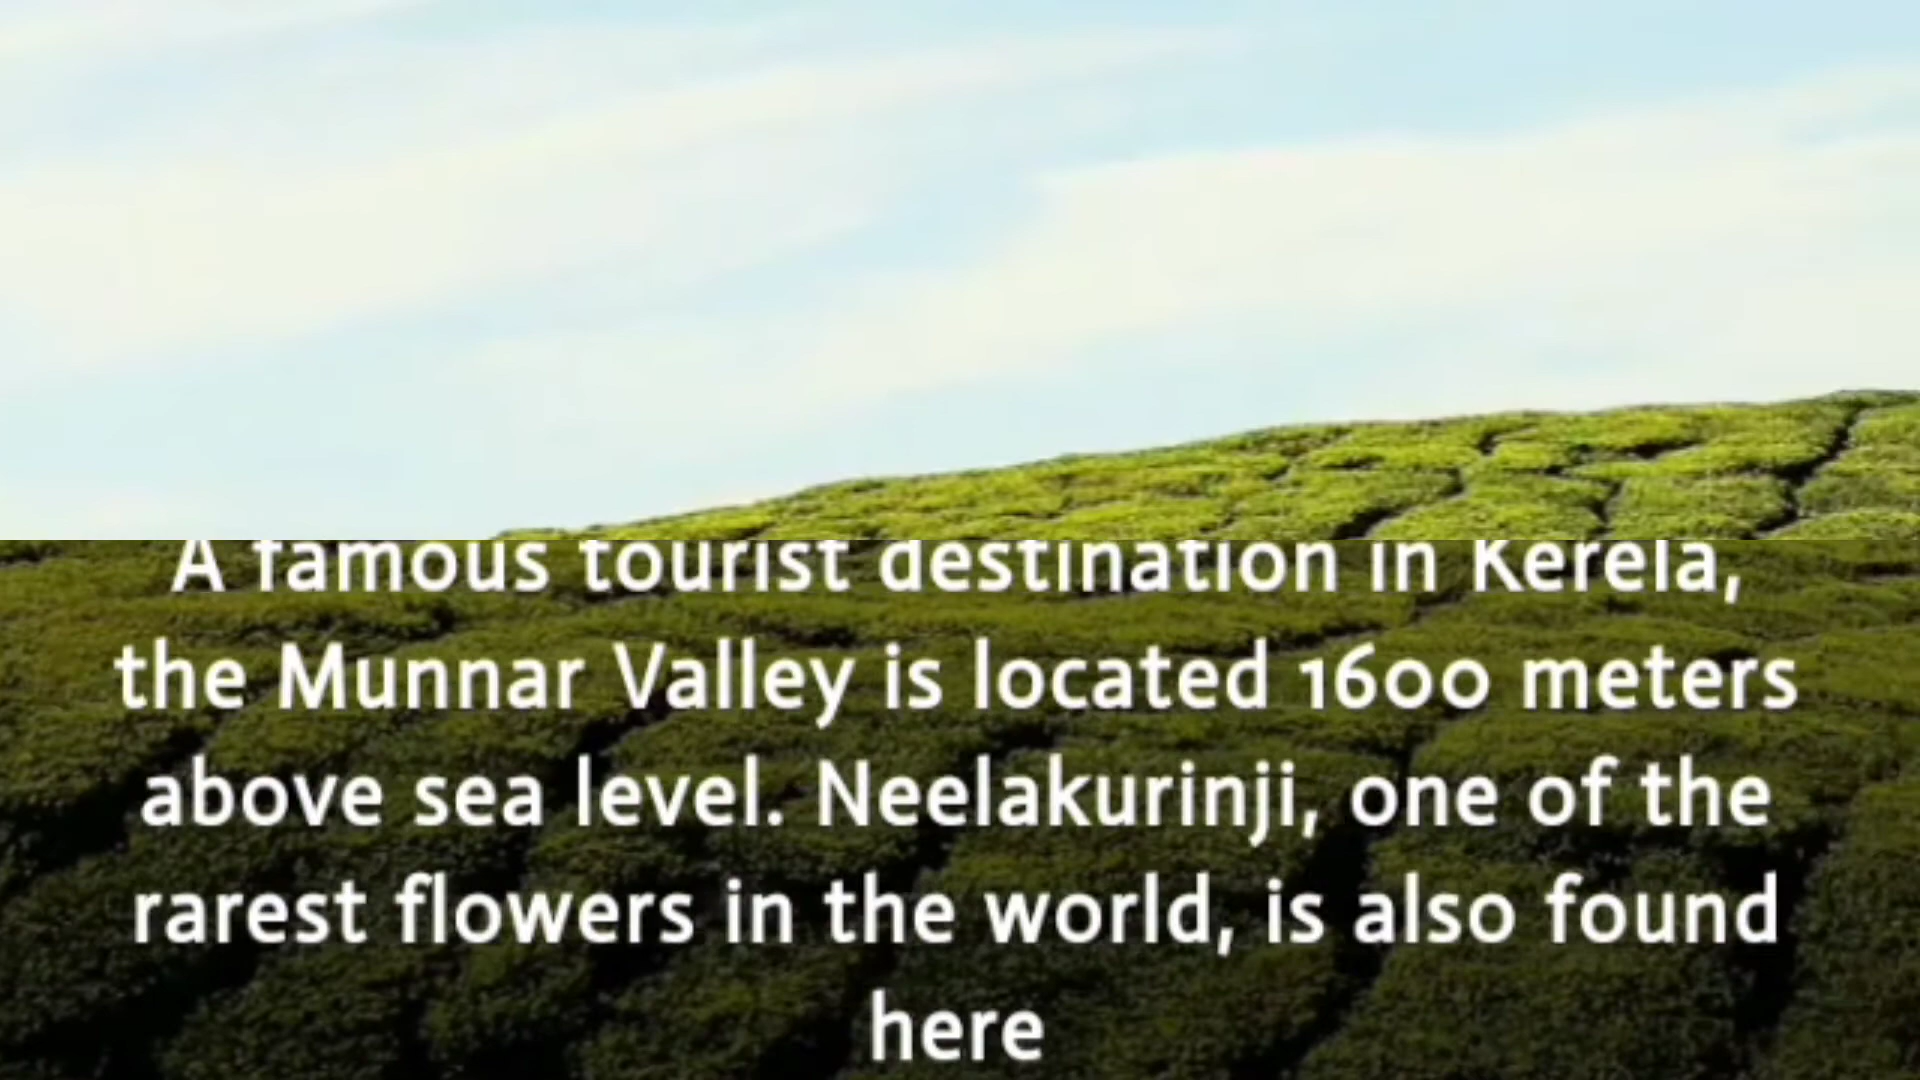 A famous tourist destination in Kerela,
the Munnar Valley is located 1600 meters
above sea level. Neelakurinji, one of the
rarest flowers in the world, is also found
here